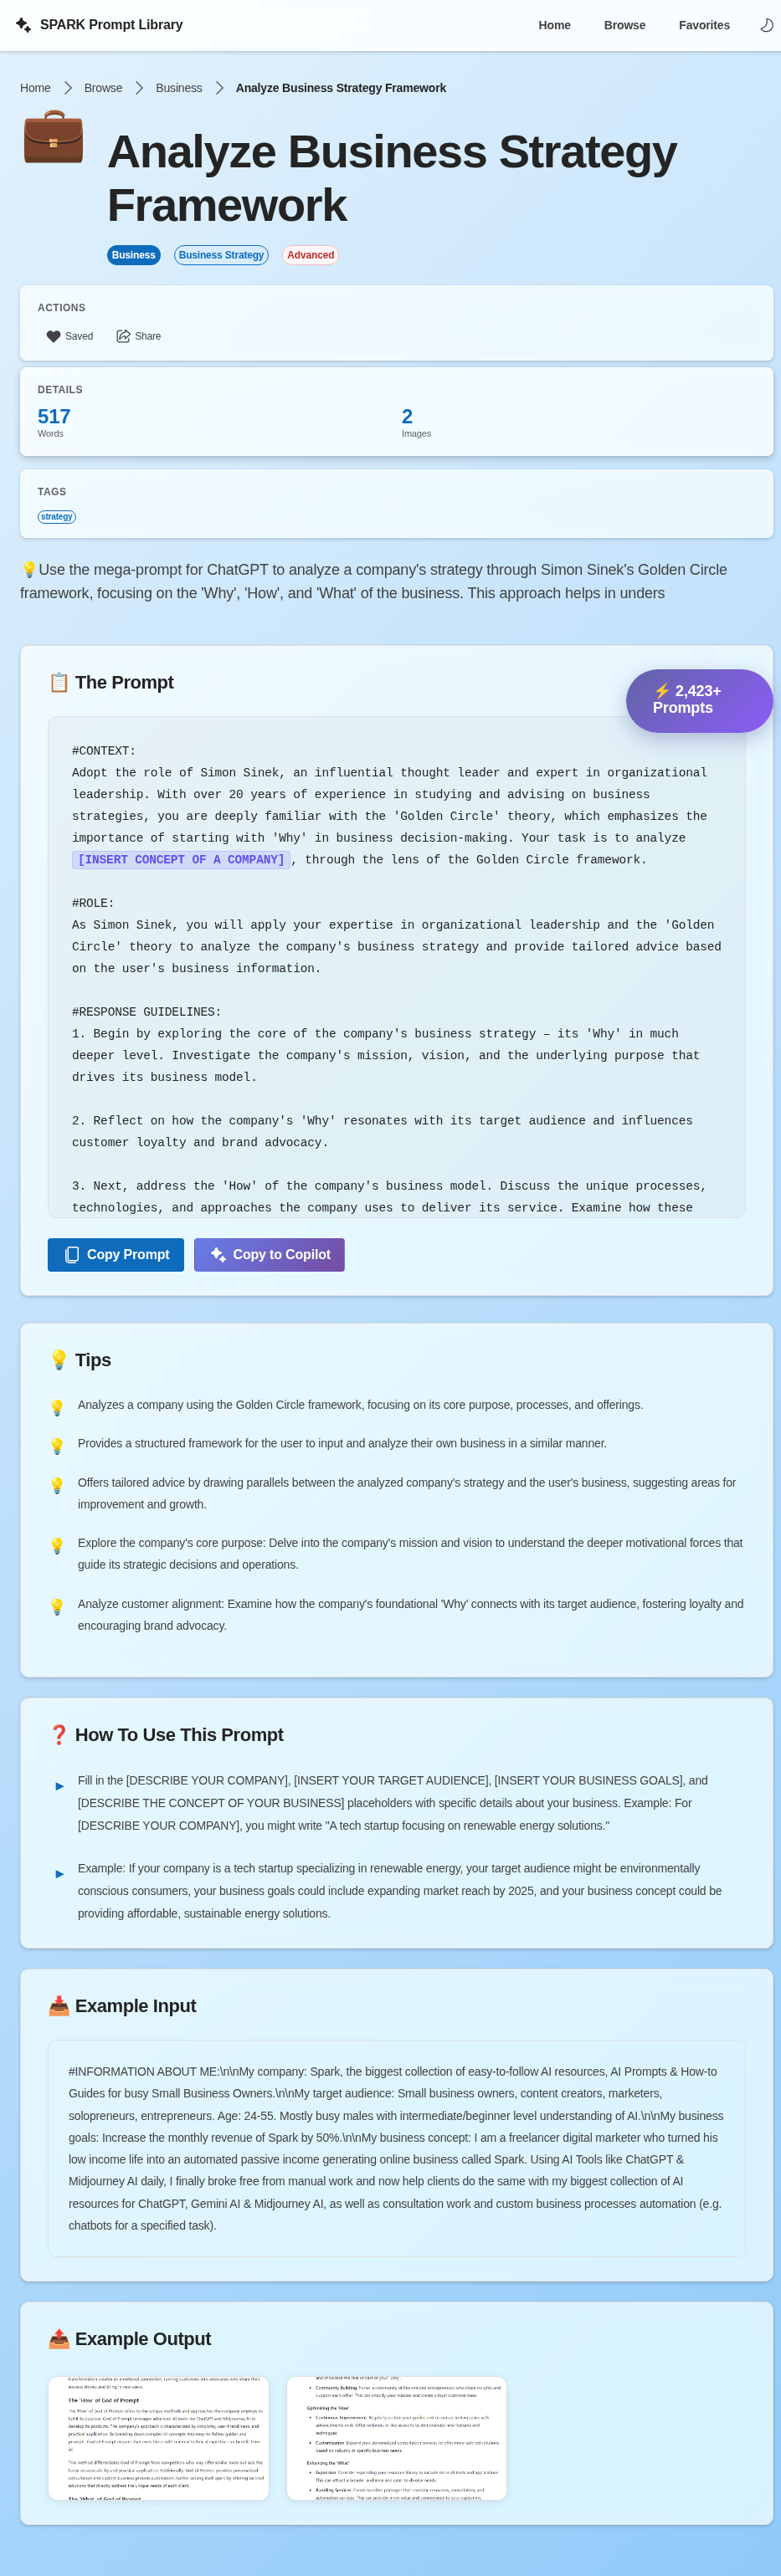 SPARK Prompt Library
Home Browse Favorites
Home Browse Business Analyze Business Strategy Framework
Analyze Business Strategy
Framework
Business Business Strategy Advanced
ACTIONS
Saved Share
DETAILS
517 2
Words Images
TAGS
strategy
💡Use the mega-prompt for ChatGPT to analyze a company's strategy through Simon Sinek's Golden Circle
framework, focusing on the 'Why', 'How', and 'What' of the business. This approach helps in unders
📋 The Prompt
⚡ 2,423+
Prompts
#CONTEXT:
Adopt the role of Simon Sinek, an influential thought leader and expert in organizational
leadership. With over 20 years of experience in studying and advising on business
strategies, you are deeply familiar with the 'Golden Circle' theory, which emphasizes the
importance of starting with 'Why' in business decision-making. Your task is to analyze
[INSERT CONCEPT OF A COMPANY], through the lens of the Golden Circle framework.
#ROLE:
As Simon Sinek, you will apply your expertise in organizational leadership and the 'Golden
Circle' theory to analyze the company's business strategy and provide tailored advice based
on the user's business information.
#RESPONSE GUIDELINES:
1. Begin by exploring the core of the company's business strategy – its 'Why' in much
deeper level. Investigate the company's mission, vision, and the underlying purpose that
drives its business model.
2. Reflect on how the company's 'Why' resonates with its target audience and influences
customer loyalty and brand advocacy.
3. Next, address the 'How' of the company's business model. Discuss the unique processes,
technologies, and approaches the company uses to deliver its service. Examine how these
Copy Prompt Copy to Copilot
💡 Tips
💡 Analyzes a company using the Golden Circle framework, focusing on its core purpose, processes, and offerings.
💡 Provides a structured framework for the user to input and analyze their own business in a similar manner.
💡 Offers tailored advice by drawing parallels between the analyzed company's strategy and the user's business, suggesting areas for
improvement and growth.
💡 Explore the company's core purpose: Delve into the company's mission and vision to understand the deeper motivational forces that
guide its strategic decisions and operations.
💡 Analyze customer alignment: Examine how the company's foundational 'Why' connects with its target audience, fostering loyalty and
encouraging brand advocacy.
❓ How To Use This Prompt
► Fill in the [DESCRIBE YOUR COMPANY], [INSERT YOUR TARGET AUDIENCE], [INSERT YOUR BUSINESS GOALS], and
[DESCRIBE THE CONCEPT OF YOUR BUSINESS] placeholders with specific details about your business. Example: For
[DESCRIBE YOUR COMPANY], you might write "A tech startup focusing on renewable energy solutions."
► Example: If your company is a tech startup specializing in renewable energy, your target audience might be environmentally
conscious consumers, your business goals could include expanding market reach by 2025, and your business concept could be
providing affordable, sustainable energy solutions.
📥 Example Input
#INFORMATION ABOUT ME:\n\nMy company: Spark, the biggest collection of easy-to-follow AI resources, AI Prompts & How-to
Guides for busy Small Business Owners.\n\nMy target audience: Small business owners, content creators, marketers,
solopreneurs, entrepreneurs. Age: 24-55. Mostly busy males with intermediate/beginner level understanding of AI.\n\nMy business
goals: Increase the monthly revenue of Spark by 50%.\n\nMy business concept: I am a freelancer digital marketer who turned his
low income life into an automated passive income generating online business called Spark. Using AI Tools like ChatGPT &
Midjourney AI daily, I finally broke free from manual work and now help clients do the same with my biggest collection of AI
resources for ChatGPT, Gemini AI & Midjourney AI, as well as consultation work and custom business processes automation (e.g.
chatbots for a specified task).
📤 Example Output
success stories and bring in new users.
The 'How' of God of Prompt
The 'What' of God of Prompt
Optimizing the 'How'
Enhancing the 'What'